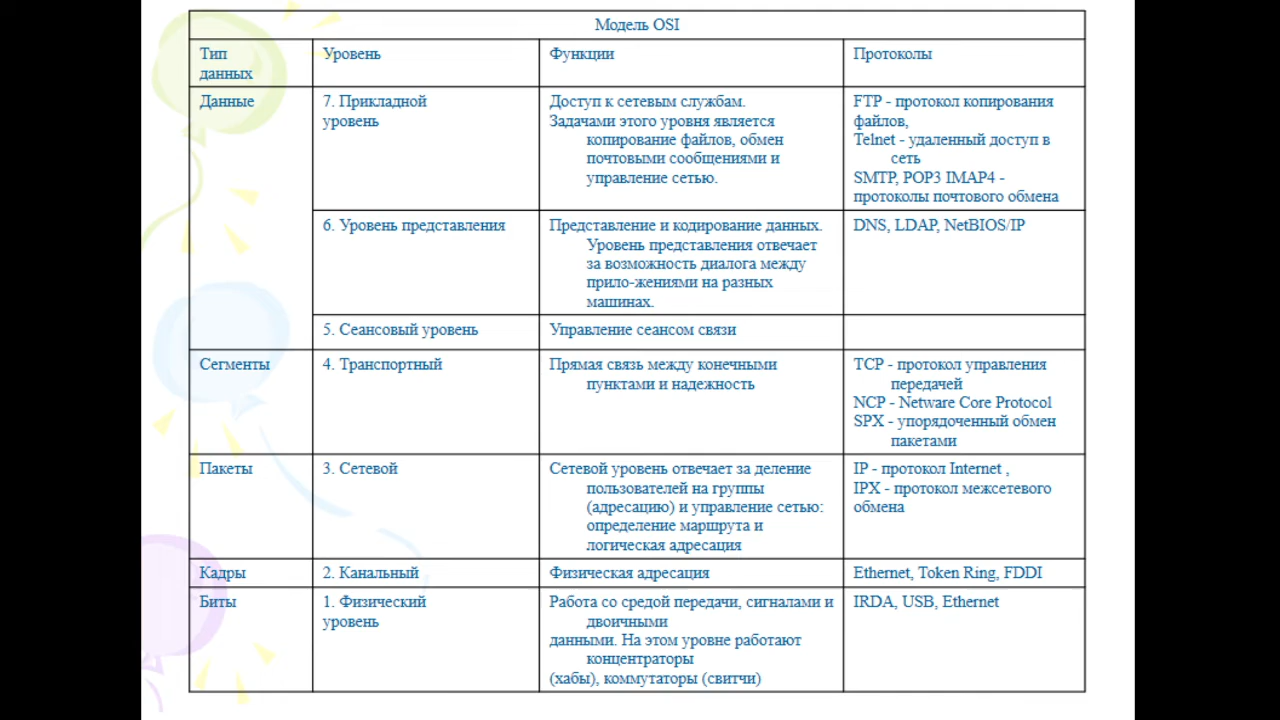 Модель OSI
Тип
данных
Уровень
Функции
Протоколы
Данные
7. Прикладной
уровень
Доступ к сетевым службам.
Задачами этого уровня является
копирование файлов, обмен
почтовыми сообщениями и
управление сетью.
FTP - протокол копирования
файлов,
Telnet - удаленный доступ в
сеть
SMTP, POP3 IMAP4 -
протоколы почтового обмена
6. Уровень представления
Представление и кодирование данных.
Уровень представления отвечает
за возможность диалога между
прило-жениями на разных
машинах.
DNS, LDAP, NetBIOS/IP
5. Сеансовый уровень
Управление сеансом связи
Сегменты
4. Транспортный
Прямая связь между конечными
пунктами и надежность
TCP - протокол управления
передачей
NCP - Netware Core Protocol
SPX - упорядоченный обмен
пакетами
Пакеты
3. Сетевой
Сетевой уровень отвечает за деление
пользователей на группы
(адресацию) и управление сетью:
определение маршрута и
логическая адресация
IP - протокол Internet ,
IPX - протокол межсетевого
обмена
Кадры
2. Канальный
Физическая адресация
Ethernet, Token Ring, FDDI
Биты
1. Физический
уровень
Работа со средой передачи, сигналами и
двоичными
данными. На этом уровне работают
концентраторы
(хабы), коммутаторы (свитчи)
IRDA, USB, Ethernet